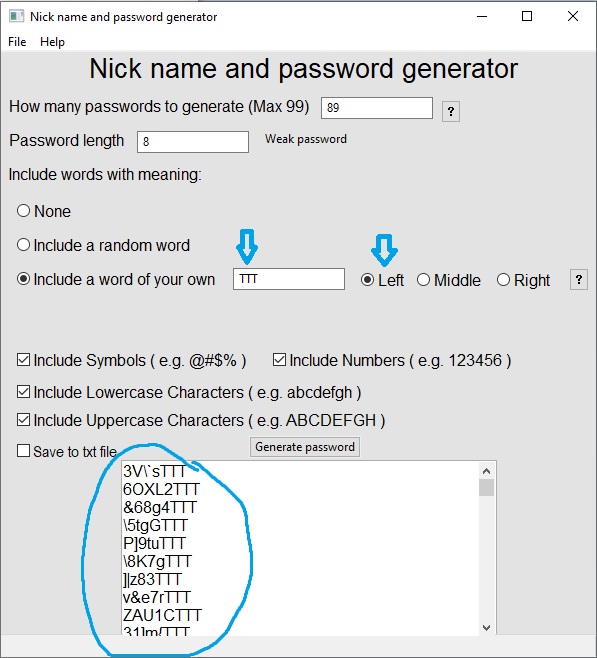 Nick name and password generator
File Help
Nick name and password generator
How many passwords to generate (Max 99) 89 ?
Password length 8 Weak password
Include words with meaning:
None
Include a random word
Include a word of your own TTT Left Middle Right ?
Include Symbols ( e.g. @#$% ) Include Numbers ( e.g. 123456 )
Include Lowercase Characters ( e.g. abcdefgh )
Include Uppercase Characters ( e.g. ABCDEFGH )
Save to txt file Generate password
3V\`sTTT
6OXL2TTT
&68g4TTT
\5tgGTTT
P]9tuTTT
\8K7gTTT
]|z83TTT
v&e7rTTT
ZAU1CTTT
31]m{TTT